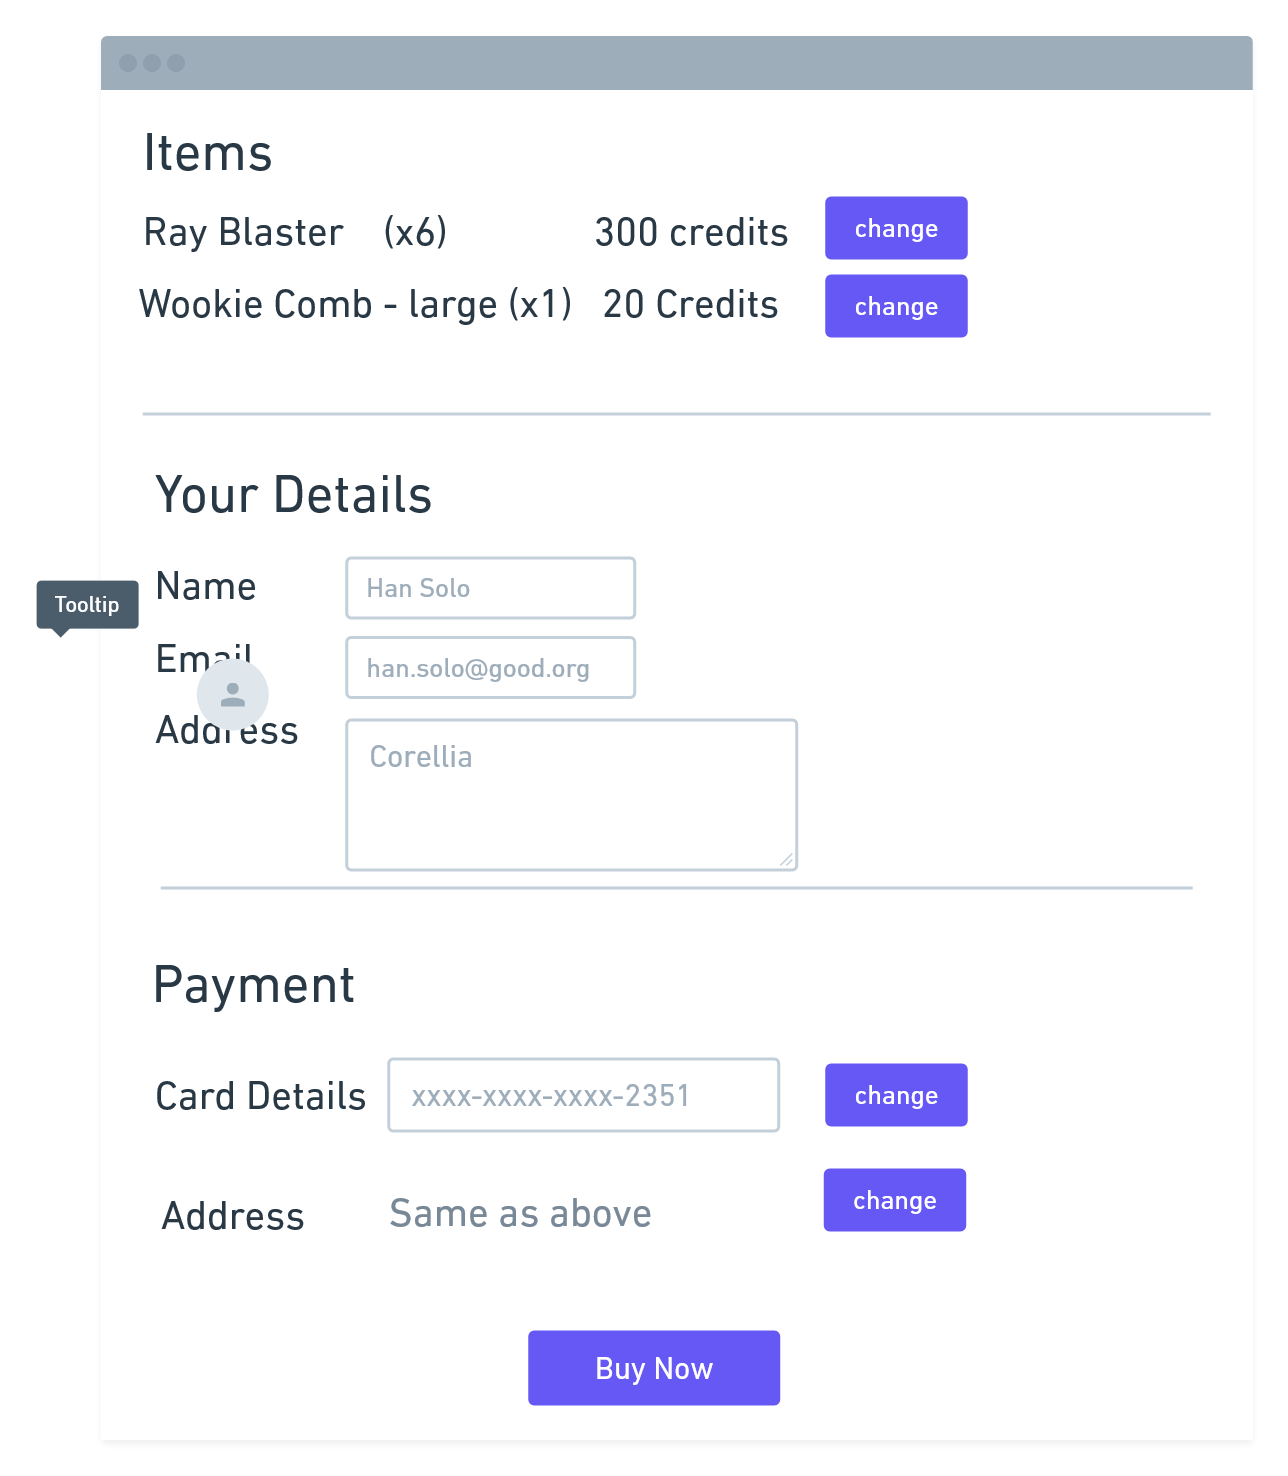 Items
Ray Blaster (x6) 300 credits change
Wookie Comb - large (x1) 20 Credits change
Your Details
Name Han Solo
Tooltip
Email han.solo@good.org
Address Corellia
Payment
Card Details xxxx-xxxx-xxxx-2351 change
Address Same as above change
Buy Now